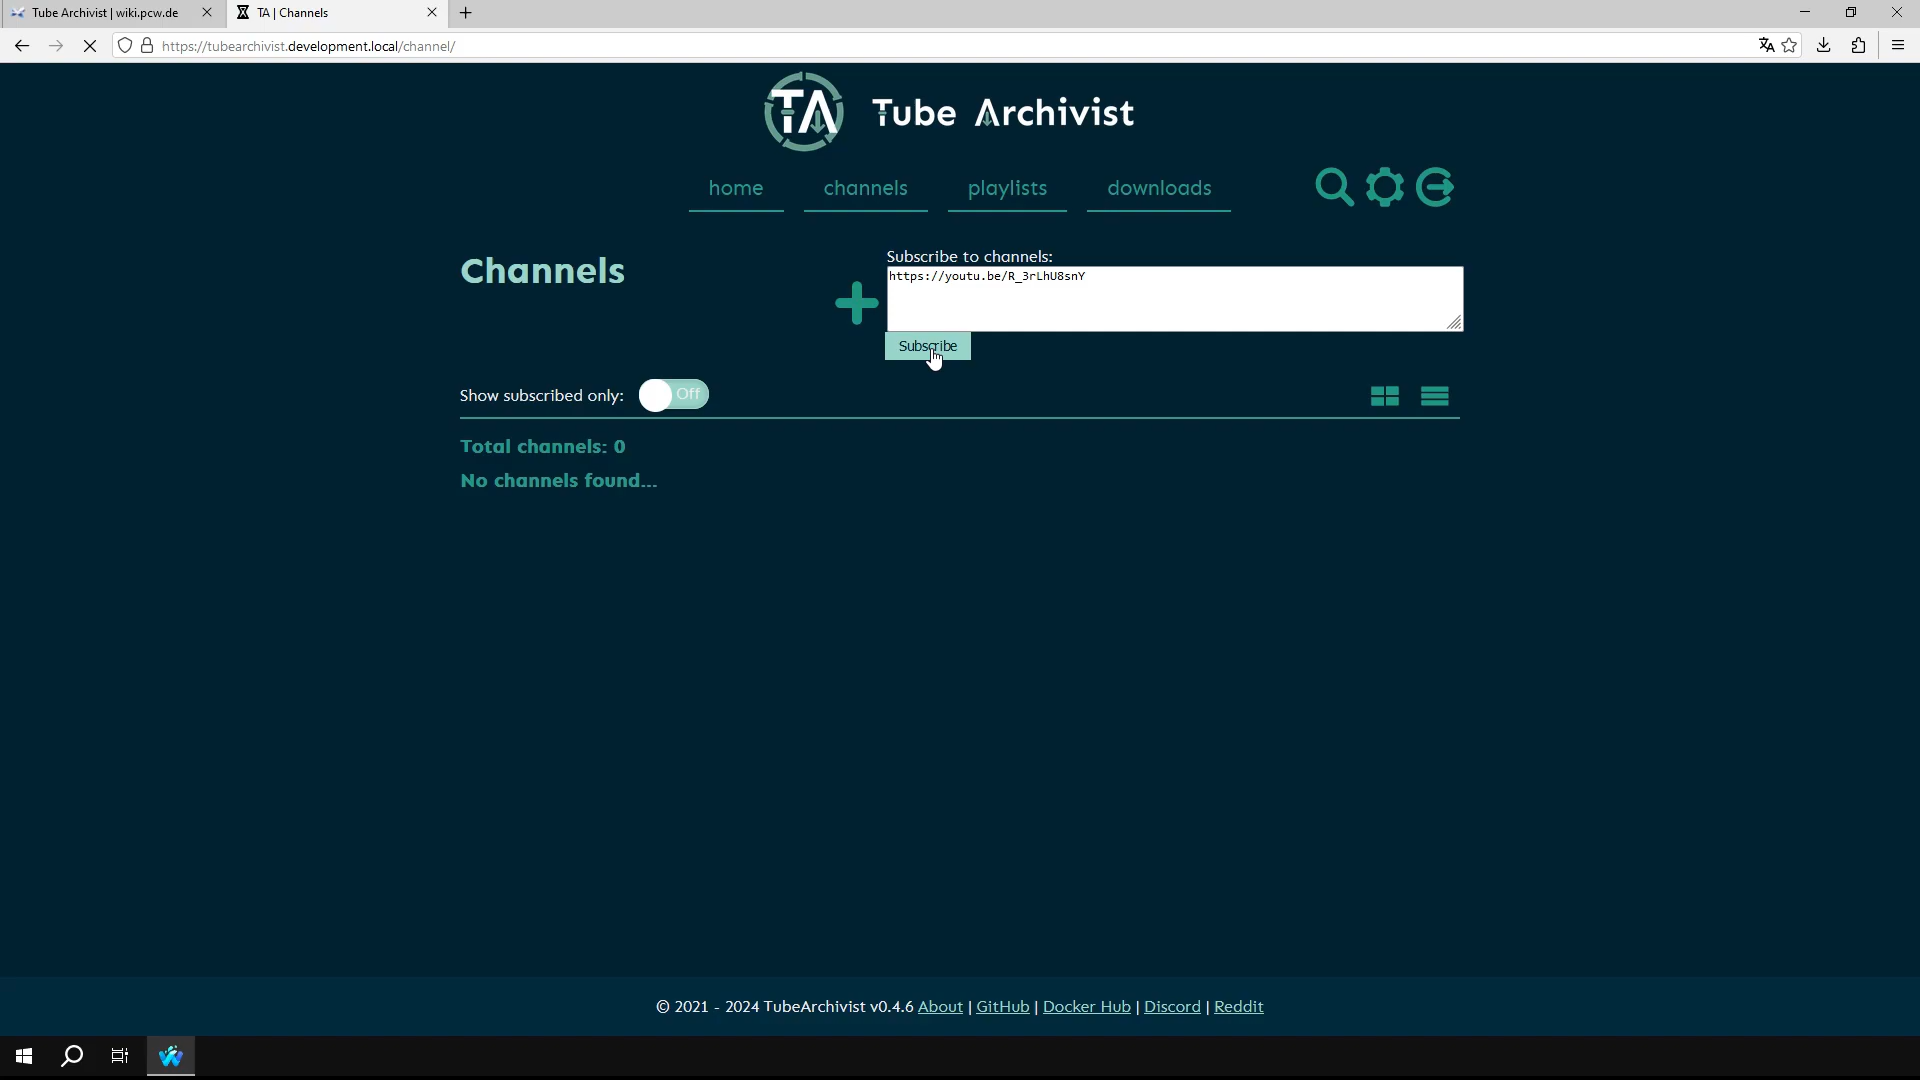 Tube Archivist | wiki.pcw.de
TA | Channels
https://tubearchivist.development.local/channel/
TA Tube Archivist
home channels playlists downloads
Channels
Subscribe to channels:
https://youtu.be/R_3rLhU8snY
Subscribe
Show subscribed only: Off
Total channels: 0
No channels found...
© 2021 - 2024 TubeArchivist v0.4.6 About | GitHub | Docker Hub | Discord | Reddit